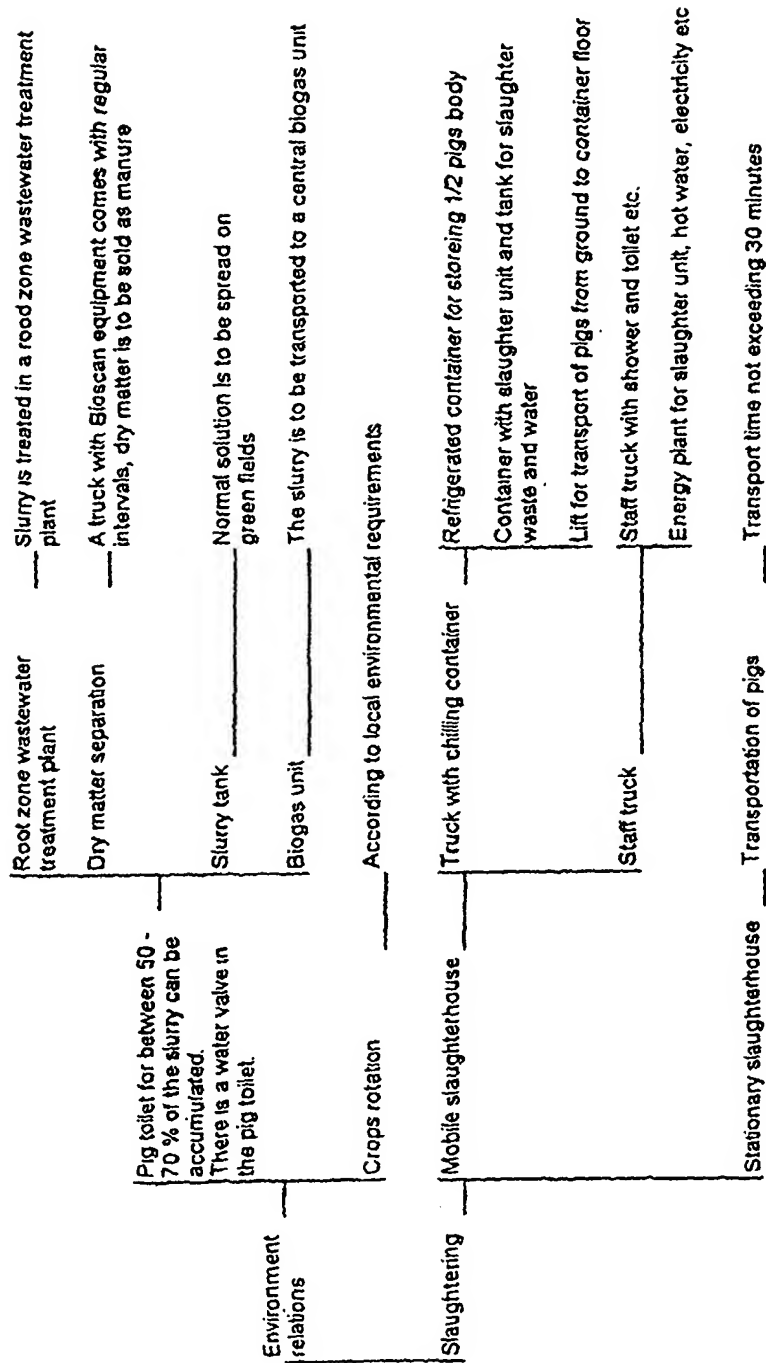 Environment
relations
Pig toilet for between 50 -
70 % of the slurry can be
accumulated.
There is a water valve in
the pig toilet.
Root zone wastewater
treatment plant
Slurry is treated in a rood zone wastewater treatment
plant
Dry matter separation
A truck with Bioscan equipment comes with regular
intervals, dry matter is to be sold as manure
Slurry tank
Normal solution is to be spread on
green fields
Biogas unit
The slurry is to be transported to a central biogas unit
Crops rotation
According to local environmental requirements
Slaughtering
Mobile slaughterhouse
Truck with chilling container
Refrigerated container for storeing 1/2 pigs body
Container with slaughter unit and tank for slaughter
waste and water
Lift for transport of pigs from ground to container floor
Staff truck
Staff truck with shower and toilet etc.
Energy plant for slaughter unit, hot water, electricity etc
Stationary slaughterhouse
Transportation of pigs
Transport time not exceeding 30 minutes